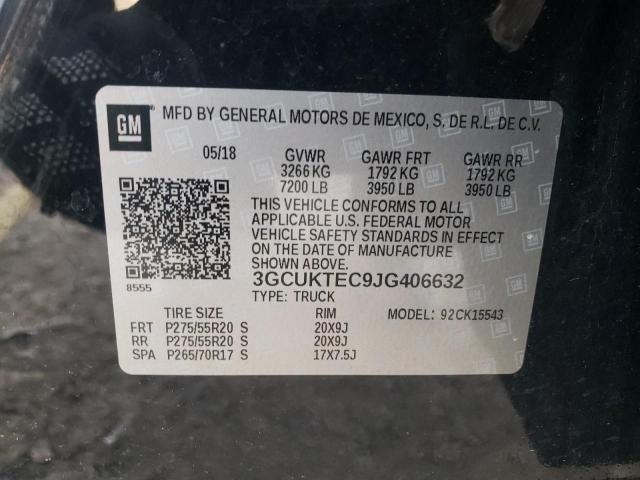 GM MFD BY GENERAL MOTORS DE MEXICO, S. DE R.L. DE C.V.
05/18 GVWR GAWR FRT GAWR RR
3266 KG 1792 KG 1792 KG
7200 LB 3950 LB 3950 LB
THIS VEHICLE CONFORMS TO ALL
APPLICABLE U.S. FEDERAL MOTOR
VEHICLE SAFETY STANDARDS IN EFFECT
ON THE DATE OF MANUFACTURE
SHOWN ABOVE.
8555 3GCUKTEC9JG406632
TYPE: TRUCK
TIRE SIZE RIM MODEL: 92CK15543
FRT P275/55R20 S 20X9J
RR P275/55R20 S 20X9J
SPA P265/70R17 S 17X7.5J